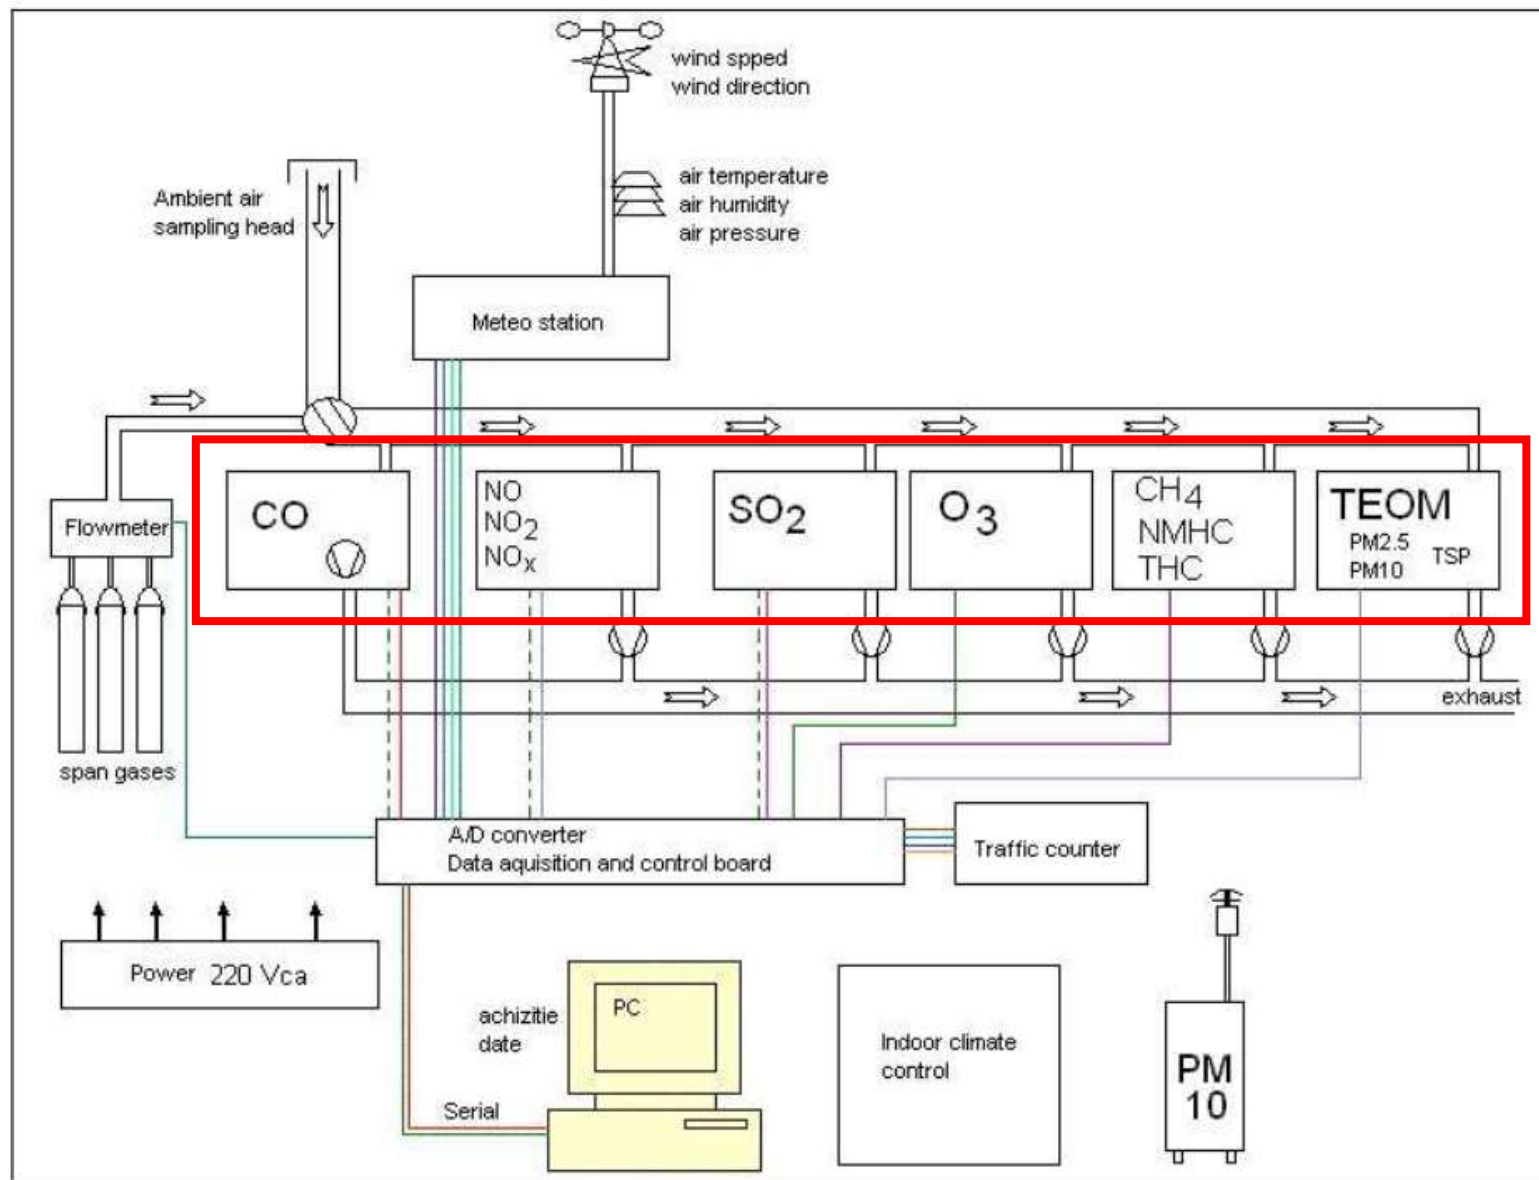 wind spped
wind direction
air temperature
air humidity
air pressure
Ambient air
sampling head
Meteo station
Flowmeter
CO
NO
NO2
NOx
SO2
O3
CH4
NMHC
THC
TEOM
PM2.5
PM10
TSP
exhaust
span gases
A/D converter
Data aquisition and control board
Traffic counter
Power 220 Vca
achizitie
date
PC
Serial
Indoor climate
control
PM
10